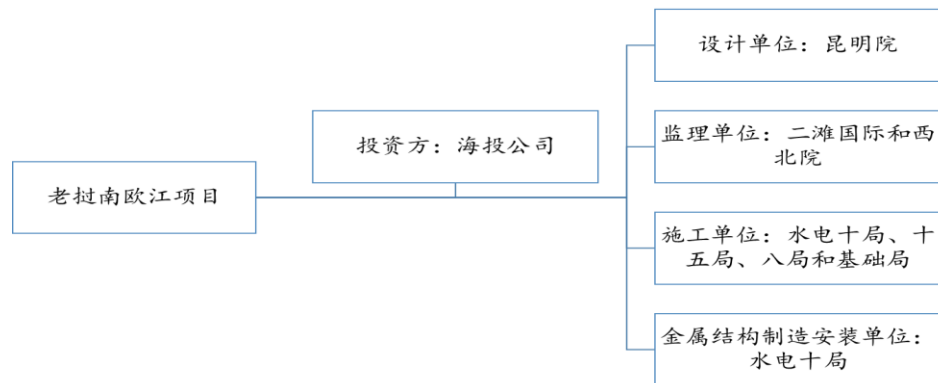 设计单位：昆明院
投资方：海投公司
监理单位：二滩国际和西
北院
老挝南欧江项目
施工单位：水电十局、十
五局、八局和基础局
金属结构制造安装单位：
水电十局